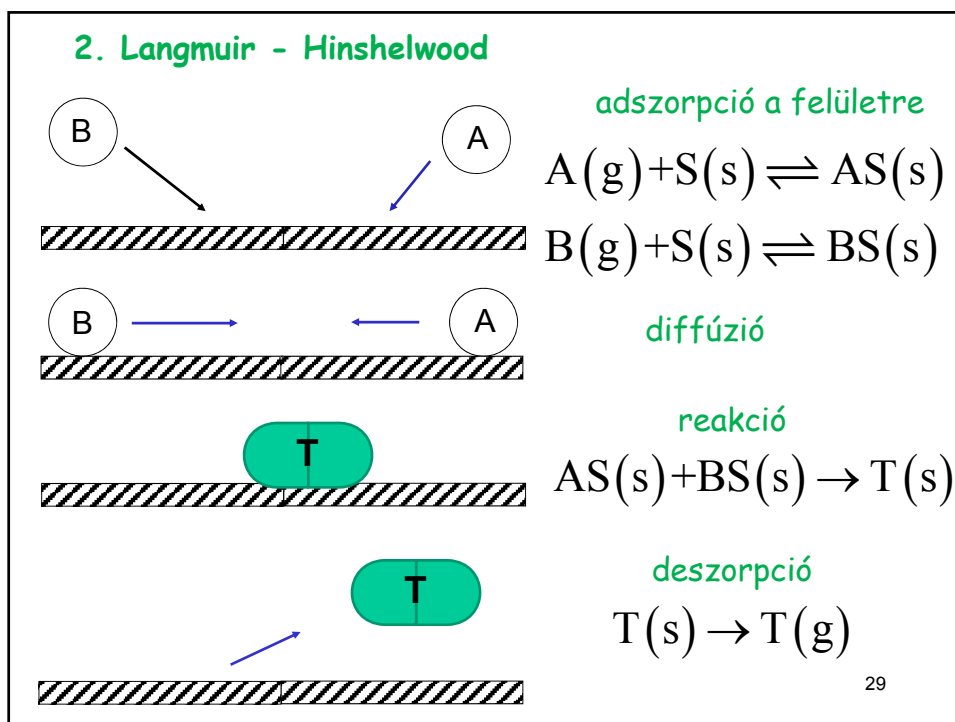 2. Langmuir - Hinshelwood
adszorpció a felületre
B
A
A(g)+S(s) ⇌ AS(s)
B(g)+S(s) ⇌ BS(s)
B
A
diffúzió
reakció
T
AS(s)+BS(s) → T(s)
deszorpció
T
T(s) → T(g)
29